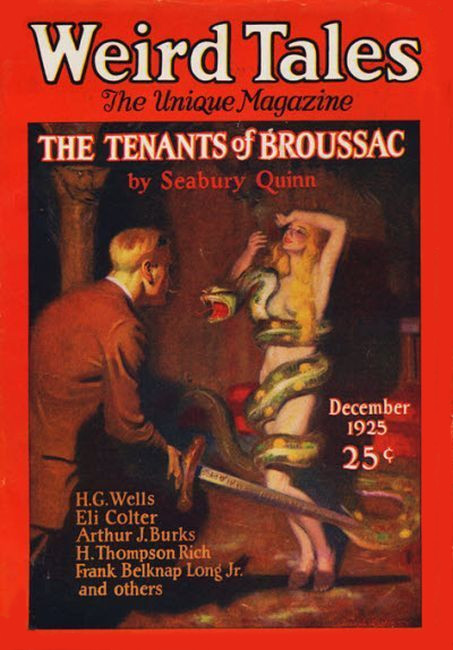 Weird Tales
The Unique Magazine
THE TENANTS of BROUSSAC
by Seabury Quinn
December
1925
25¢
H.G. Wells
Eli Colter
Arthur J. Burks
H. Thompson Rich
Frank Belknap Long Jr.
and others